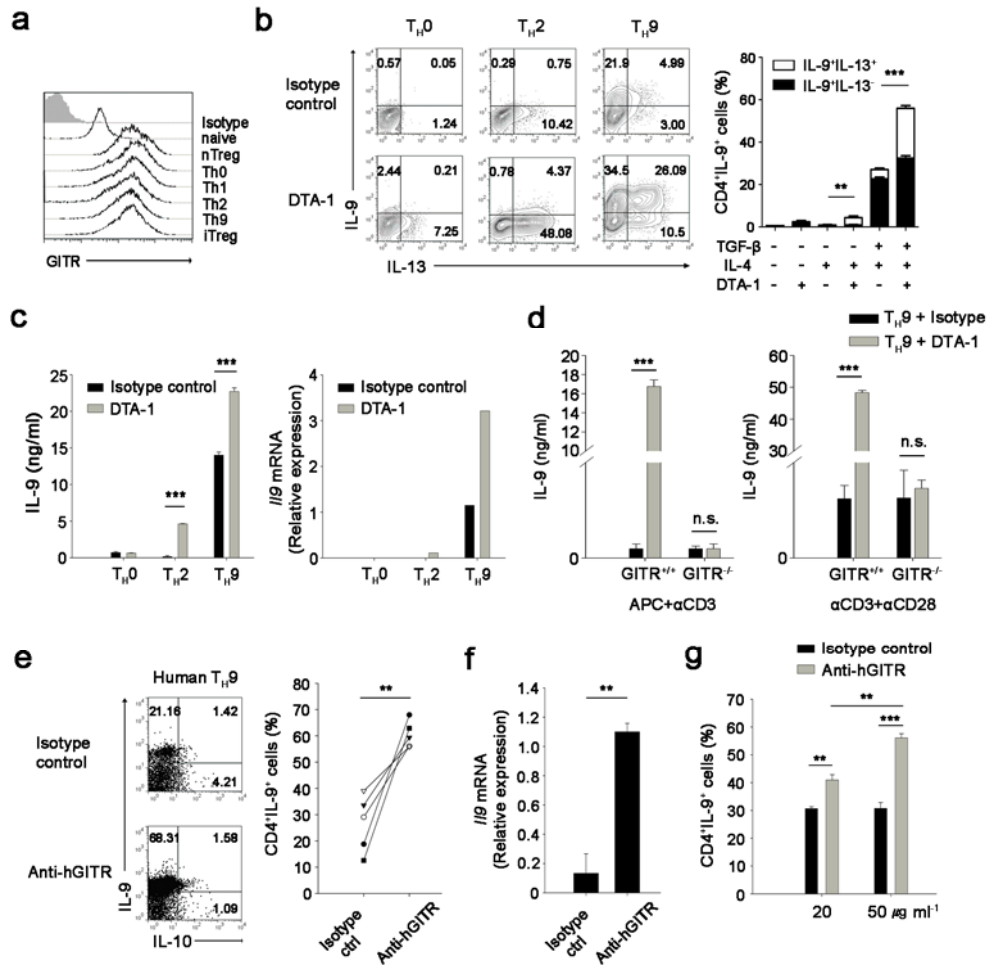 a
Isotype
naive
nTreg
Th0
Th1
Th2
Th9
iTreg
GITR
b
TH0
TH2
TH9
Isotype control
0.57 0.05
1.24
0.29 0.75
10.42
21.9 4.99
3.00
DTA-1
2.44 0.21
7.25
0.78 4.37
48.08
34.5 26.09
10.5
IL-9
IL-13
CD4+IL-9+ cells (%)
80
60
40
20
0
IL-9+IL-13+
IL-9+IL-13-
**
***
TGF-β - - - - + +
IL-4 - - + + + +
DTA-1 - + - + - +
c
IL-9 (ng/ml)
25
20
15
10
5
0
Isotype control
DTA-1
***
***
TH0 TH2 TH9
Il9 mRNA
(Relative expression)
4
3
2
1
0
Isotype control
DTA-1
TH0 TH2 TH9
d
TH9 + Isotype
TH9 + DTA-1
IL-9 (ng/ml)
20
19
18
17
16
15
14
0
***
n.s.
GITR+/+ GITR-/-
APC+αCD3
IL-9 (ng/ml)
60
50
40
30
0
***
n.s.
GITR+/+ GITR-/-
αCD3+αCD28
e
Human TH9
Isotype control
21.16 1.42
4.21
Anti-hGITR
68.31 1.58
1.09
IL-9
IL-10
CD4+IL-9+ cells (%)
80
70
60
50
40
30
20
10
0
**
Isotype ctrl
Anti-hGITR
f
Il9 mRNA
(Relative expression)
1.4
1.2
1.0
0.8
0.6
0.4
0.2
0
**
Isotype ctrl
Anti-hGITR
g
Isotype control
Anti-hGITR
CD4+IL-9+ cells (%)
70
60
50
40
30
20
10
0
**
**
***
20 50 μg ml-1